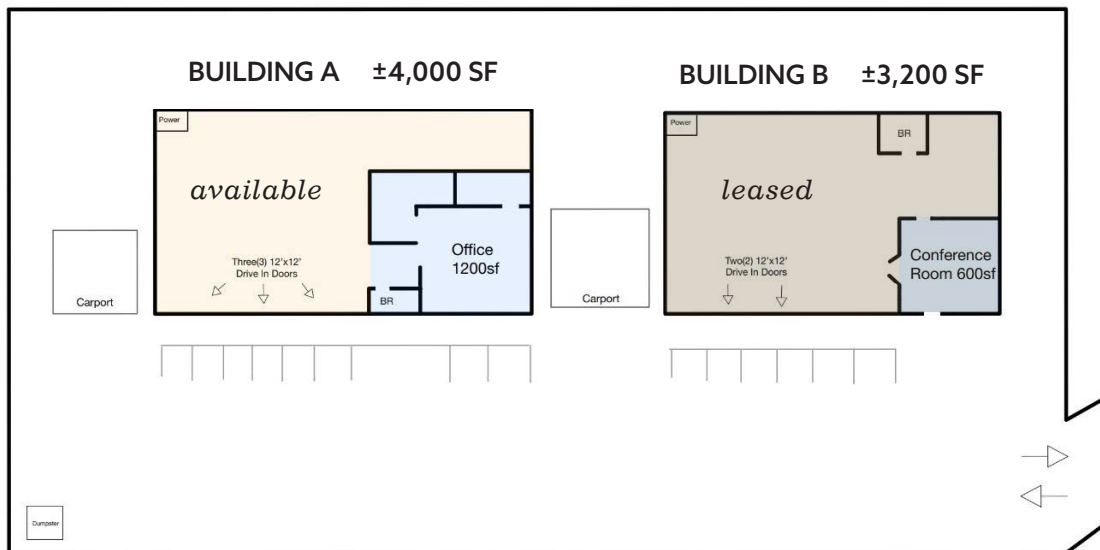 BUILDING A ±4,000 SF
BUILDING B ±3,200 SF
Power
available
Office
1200sf
Three(3) 12'x12'
Drive In Doors
BR
Carport
Power
BR
leased
Conference
Room 600sf
Two(2) 12'x12'
Drive In Doors
Carport
Dumpster